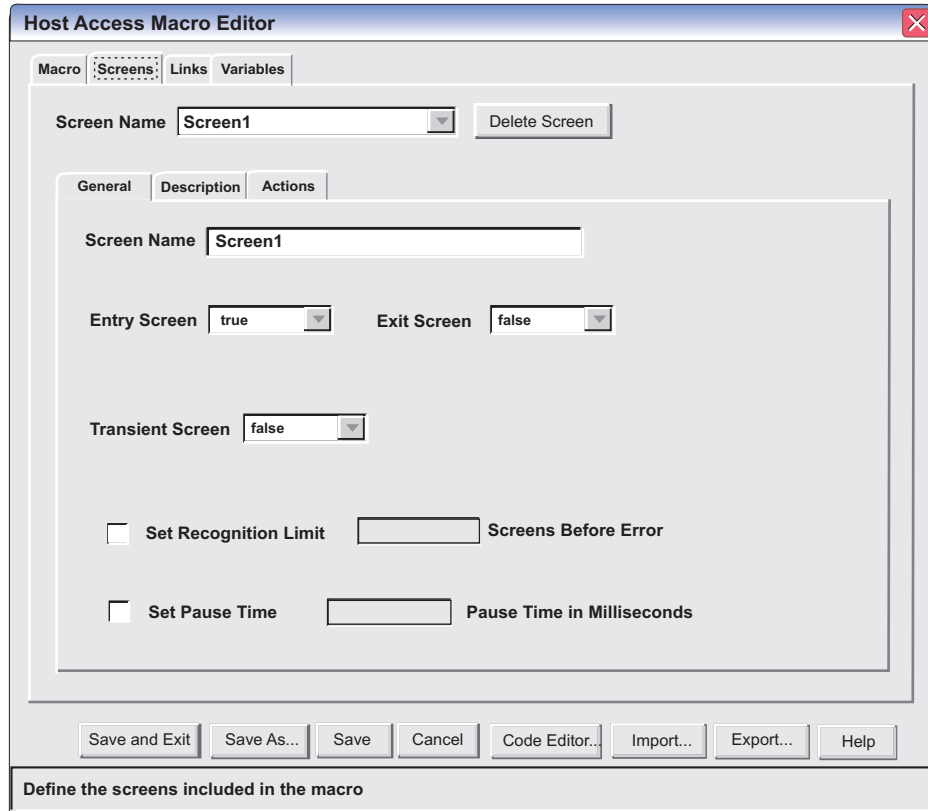 Host Access Macro Editor
Macro Screens Links Variables
Screen Name Screen1 Delete Screen
General Description Actions
Screen Name Screen1
Entry Screen true Exit Screen false
Transient Screen false
Set Recognition Limit Screens Before Error
Set Pause Time Pause Time in Milliseconds
Save and Exit Save As... Save Cancel Code Editor... Import... Export... Help
Define the screens included in the macro